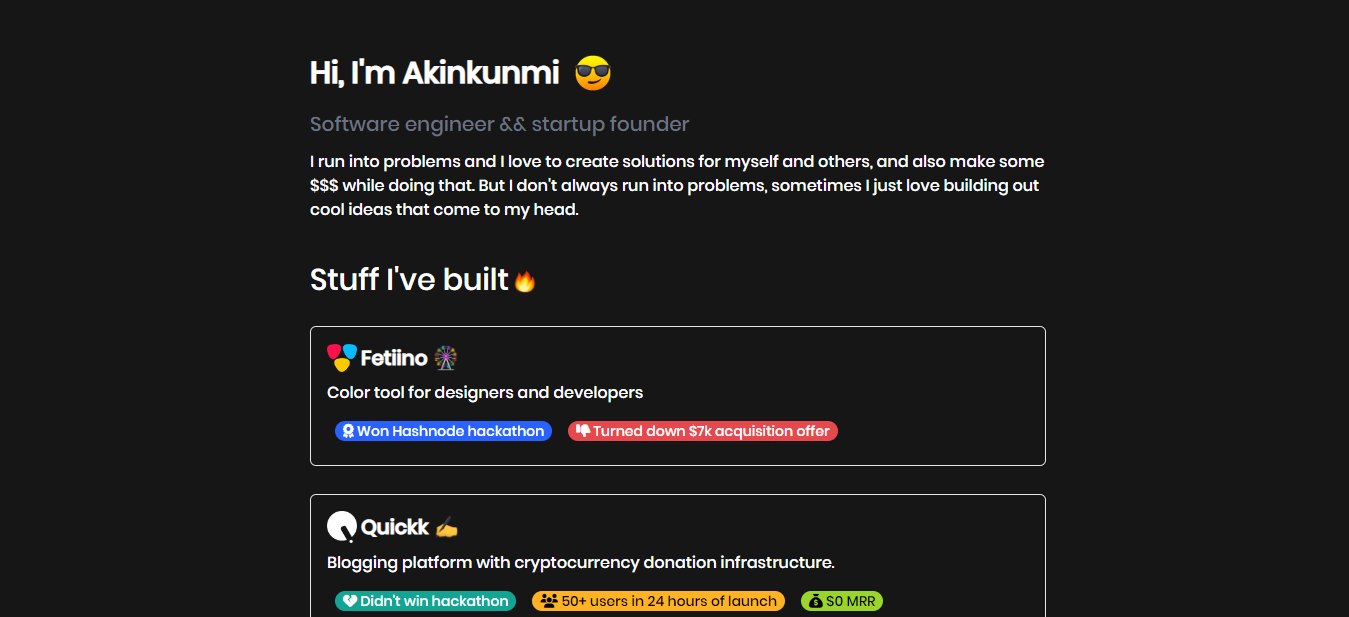 Hi, I'm Akinkunmi 😎
Software engineer && startup founder
I run into problems and I love to create solutions for myself and others, and also make some
$$$ while doing that. But I don't always run into problems, sometimes I just love building out
cool ideas that come to my head.
Stuff I've built🔥
Fetiino 🎡
Color tool for designers and developers
Won Hashnode hackathon Turned down $7k acquisition offer
Quickk ✍️
Blogging platform with cryptocurrency donation infrastructure.
Didn't win hackathon 50+ users in 24 hours of launch $0 MRR